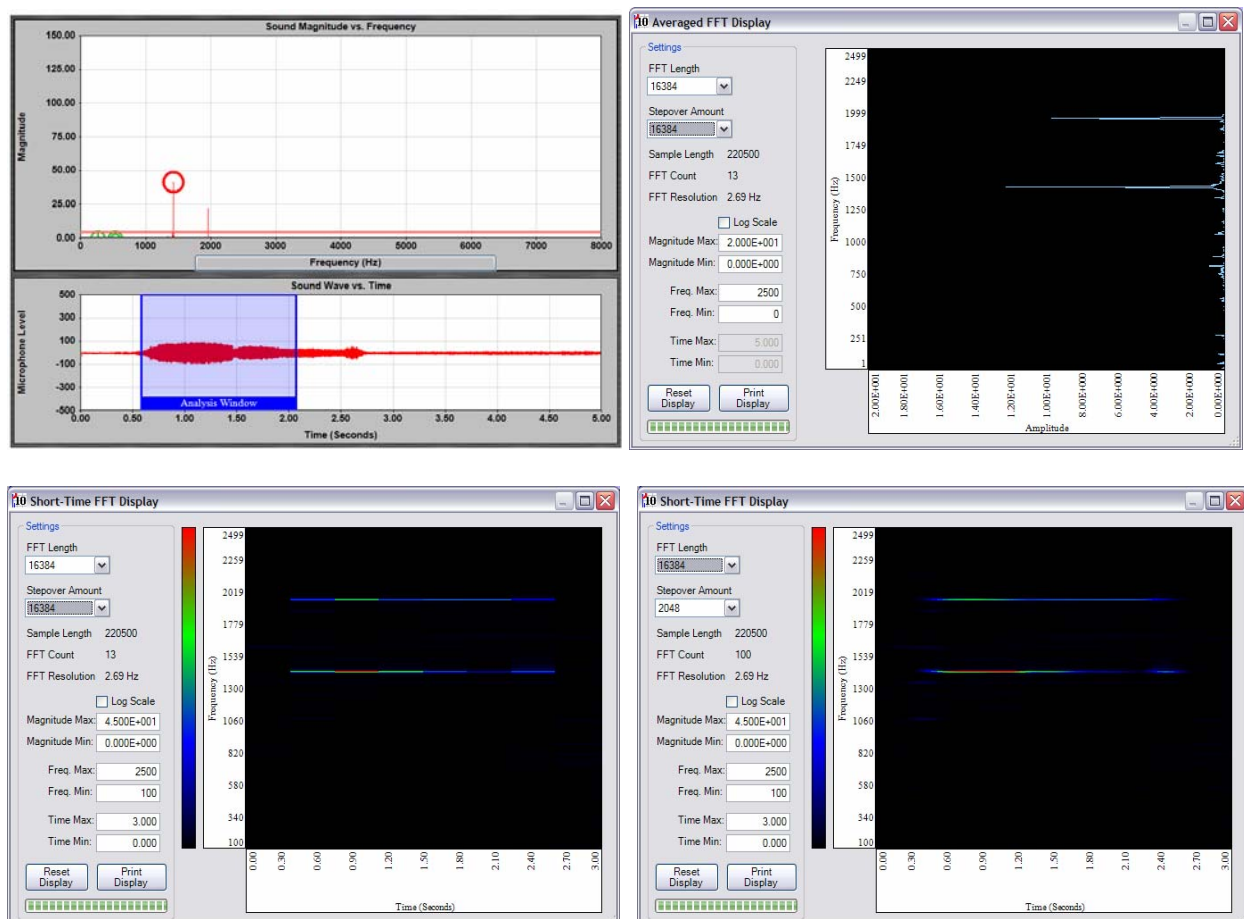 Sound Magnitude vs. Frequency
150.00
125.00
100.00
75.00
50.00
25.00
0.00
Magnitude
0 1000 2000 3000 4000 5000 6000 7000 8000
Frequency (Hz)
Sound Wave vs. Time
500
300
100
-100
-300
-500
Microphone Level
Analysis Window
0.00 0.50 1.00 1.50 2.00 2.50 3.00 3.50 4.00 4.50 5.00
Time (Seconds)
10 Averaged FFT Display
Settings
FFT Length
16384
Stepover Amount
16384
Sample Length 220500
FFT Count 13
FFT Resolution 2.69 Hz
Log Scale
Magnitude Max: 2.000E+001
Magnitude Min: 0.000E+000
Freq. Max: 2500
Freq. Min: 0
Time Max: 5.000
Time Min: 0.000
Reset Display
Print Display
2499
2249
1999
1749
1500
1250
1000
750
500
251
1
Frequency (Hz)
2.00E+001 1.80E+001 1.60E+001 1.40E+001 1.20E+001 1.00E+001 8.00E+000 6.00E+000 4.00E+000 2.00E+000 0.00E+000
Amplitude
10 Short-Time FFT Display
Settings
FFT Length
16384
Stepover Amount
16384
Sample Length 220500
FFT Count 13
FFT Resolution 2.69 Hz
Log Scale
Magnitude Max: 4.500E+001
Magnitude Min: 0.000E+000
Freq. Max: 2500
Freq. Min: 100
Time Max: 3.000
Time Min: 0.000
Reset Display
Print Display
2499
2259
2019
1779
1539
1300
1060
820
580
340
100
Frequency (Hz)
0.00 0.30 0.60 0.90 1.20 1.50 1.80 2.10 2.40 2.70 3.00
Time (Seconds)
10 Short-Time FFT Display
Settings
FFT Length
16384
Stepover Amount
2048
Sample Length 220500
FFT Count 100
FFT Resolution 2.69 Hz
Log Scale
Magnitude Max: 4.500E+001
Magnitude Min: 0.000E+000
Freq. Max: 2500
Freq. Min: 100
Time Max: 3.000
Time Min: 0.000
Reset Display
Print Display
2499
2259
2019
1779
1539
1300
1060
820
580
340
100
Frequency (Hz)
0.00 0.30 0.60 0.90 1.20 1.50 1.80 2.10 2.40 2.70 3.00
Time (Seconds)